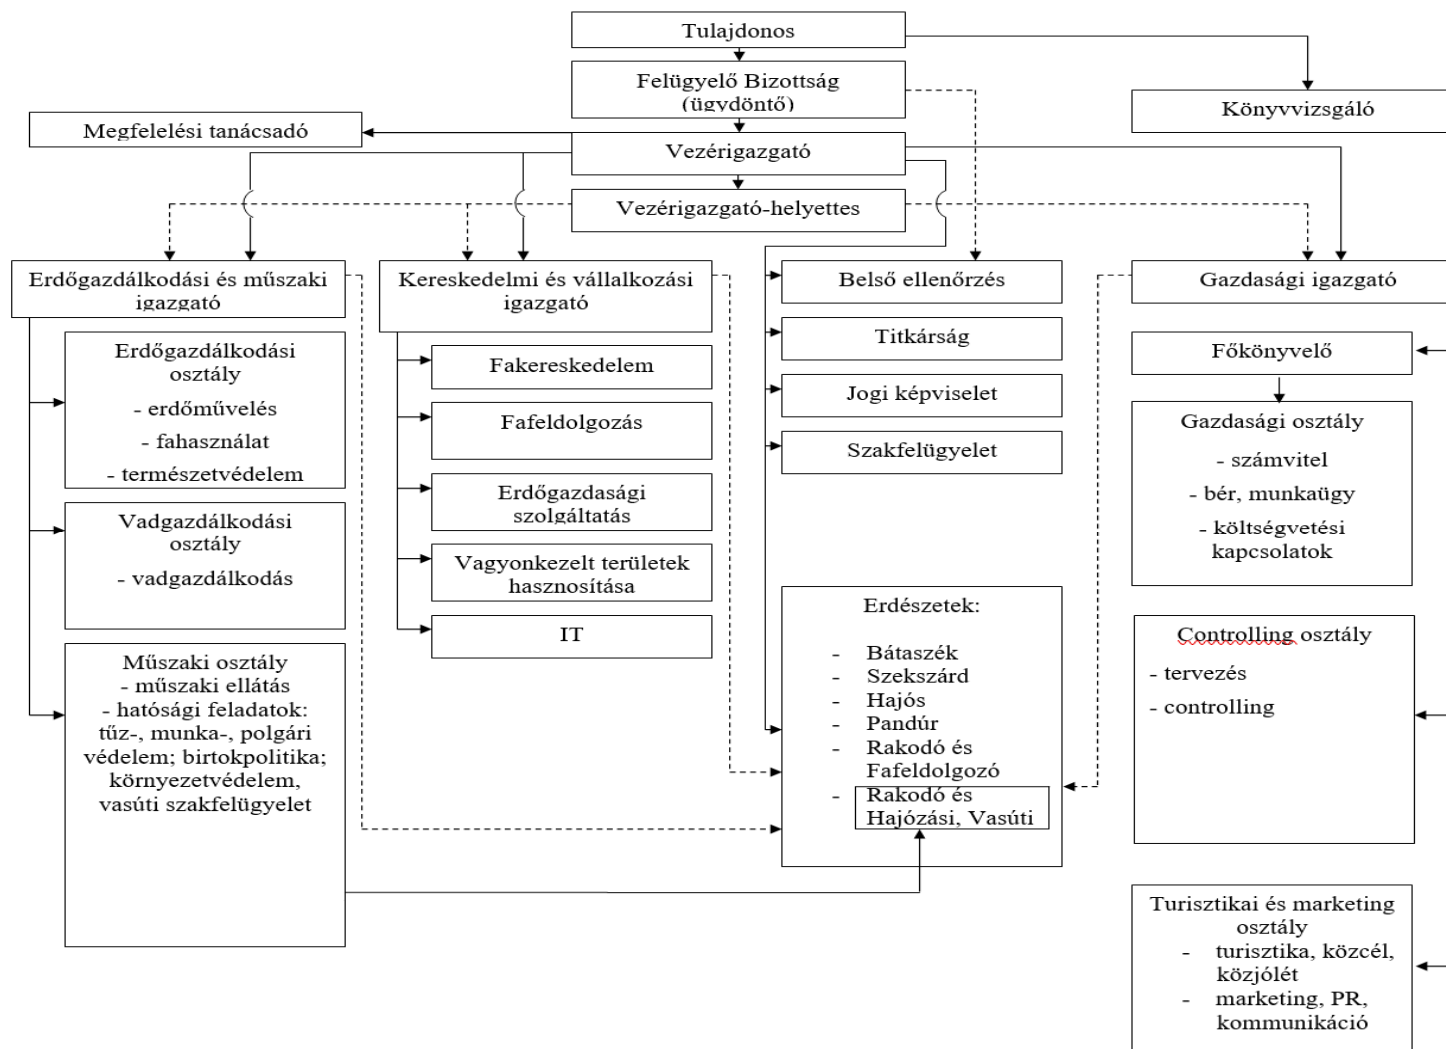 Tulajdonos
Felügyelő Bizottság
(ügydöntő)
Könyvvizsgáló
Megfelelési tanácsadó
Vezérigazgató
Vezérigazgató-helyettes
Erdőgazdálkodási és műszaki
igazgató
Erdőgazdálkodási
osztály
- erdőművelés
- fahasználat
- természetvédelem
Vadgazdálkodási
osztály
- vadgazdálkodás
Műszaki osztály
- műszaki ellátás
- hatósági feladatok:
tűz-, munka-, polgári
védelem; birtokpolitika;
környezetvédelem,
vasúti szakfelügyelet
Kereskedelmi és vállalkozási
igazgató
Fakereskedelem
Fafeldolgozás
Erdőgazdasági
szolgáltatás
Vagyonkezelt területek
hasznosítása
IT
Belső ellenőrzés
Titkárság
Jogi képviselet
Szakfelügyelet
Erdészetek:
- Bátaszék
- Szekszárd
- Hajós
- Pandúr
- Rakodó és
Fafeldolgozó
- Rakodó és
Hajózási, Vasúti
Gazdasági igazgató
Főkönyvelő
Gazdasági osztály
- számvitel
- bér, munkaügy
- költségvetési
kapcsolatok
Controlling osztály
- tervezés
- controlling
Turisztikai és marketing
osztály
- turisztika, közcél,
közjólét
- marketing, PR,
kommunikáció